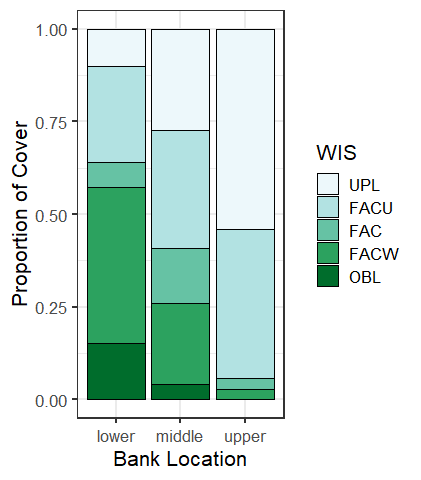 1.00
0.75
0.50
0.25
0.00
Proportion of Cover
lower middle upper
Bank Location
WIS
UPL
FACU
FAC
FACW
OBL